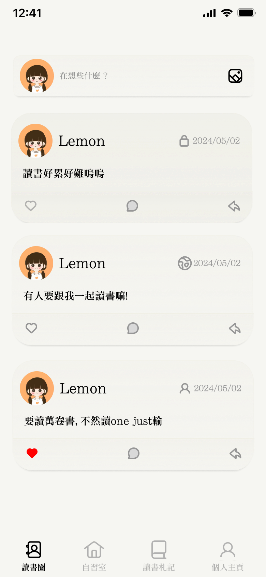 12:41
在想些什麼？
Lemon
2024/05/02
讀書好累好難嗚嗚
Lemon
2024/05/02
有人要跟我一起讀書嘛!
Lemon
2024/05/02
要讀萬卷書, 不然讀one just輸
讀書圈
自習室
讀書札記
個人主頁